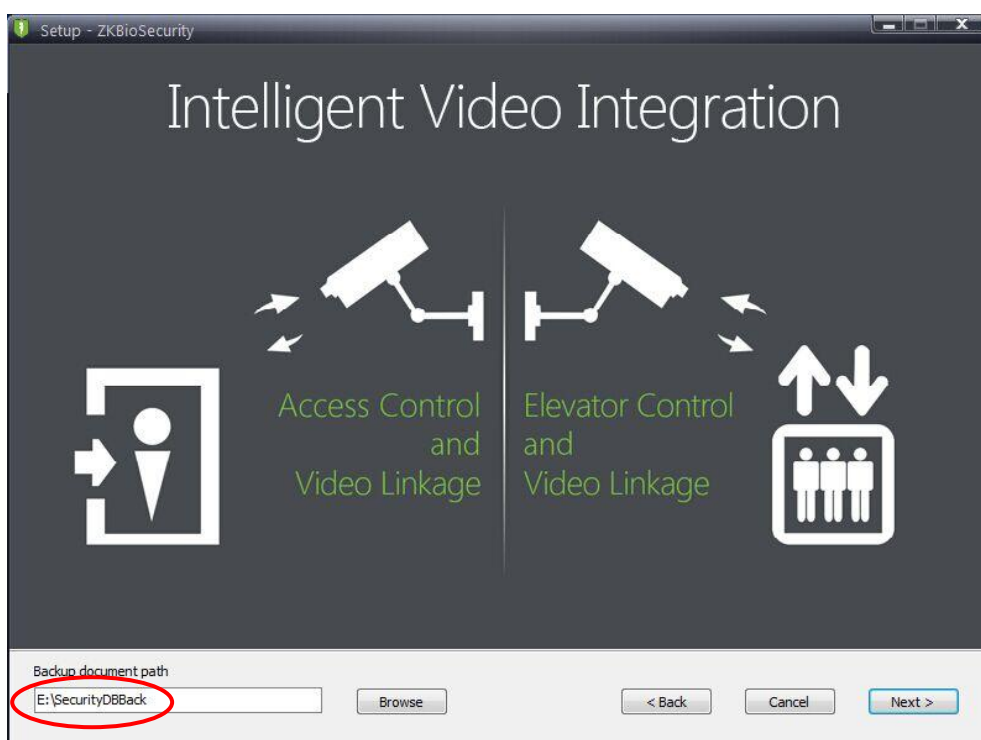 Setup - ZKBioSecurity
Intelligent Video Integration
Access Control
and
Video Linkage
Elevator Control
and
Video Linkage
Backup document path
E:\SecurityDBBack
Browse
< Back
Cancel
Next >